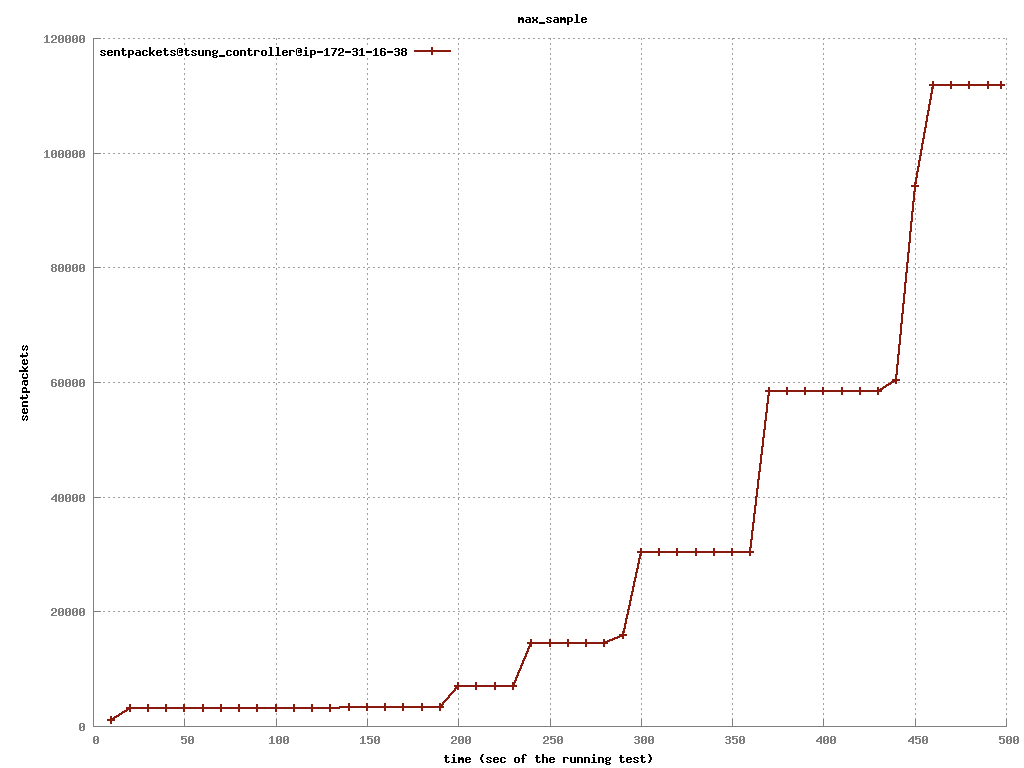 max_sample
sentpackets@tsung_controller@ip-172-31-16-38
120000
100000
80000
60000
40000
20000
0
sentpackets
0 50 100 150 200 250 300 350 400 450 500
time (sec of the running test)